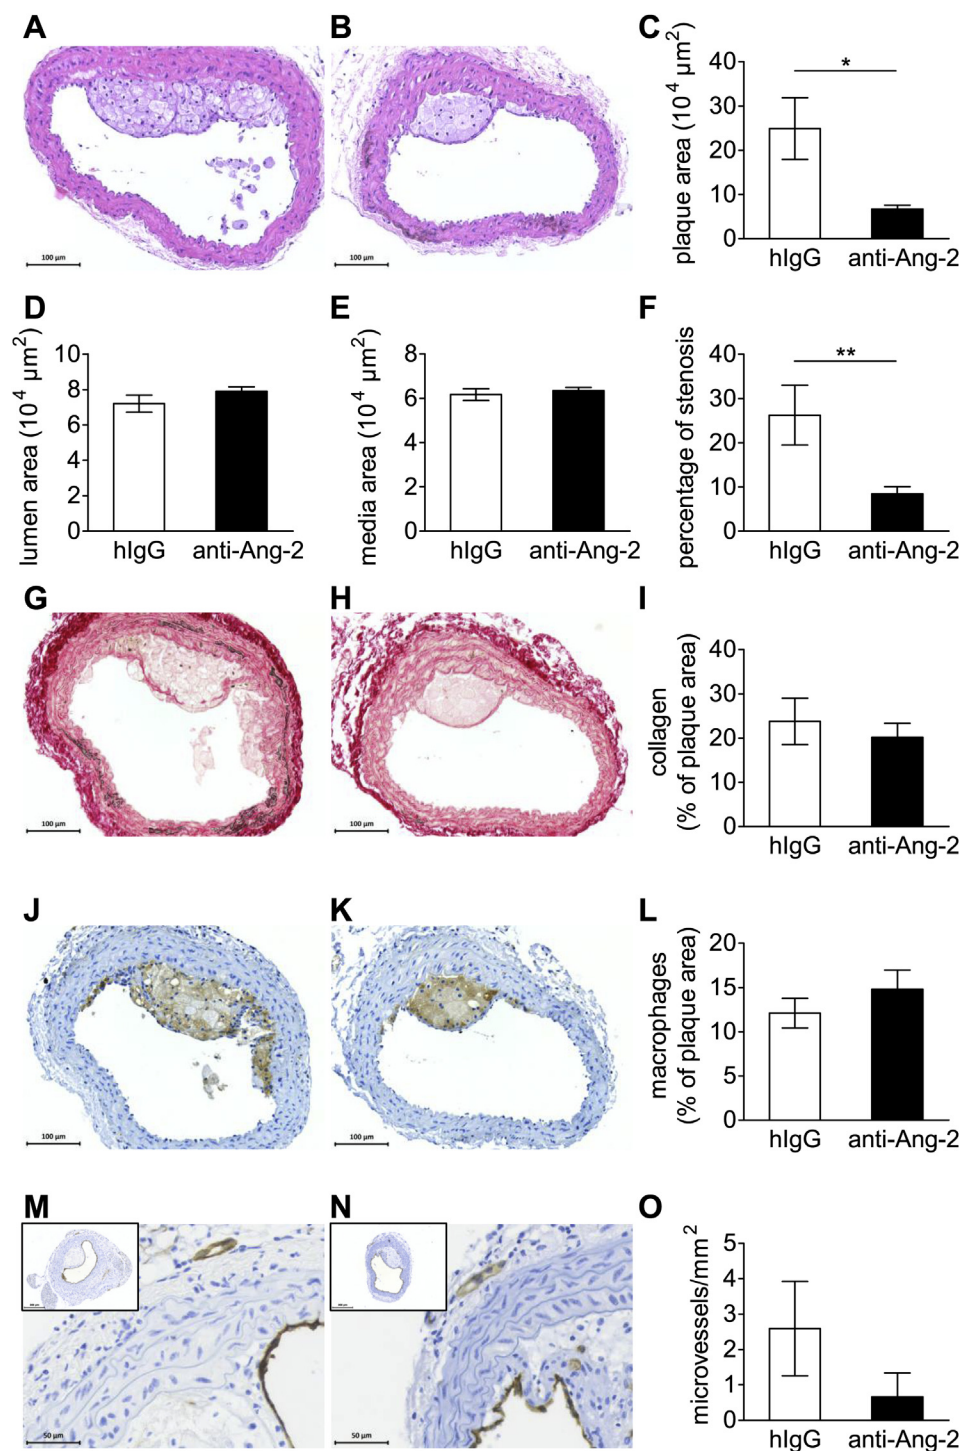 A
B
C
plaque area (10⁴ µm²)
40
30
20
10
0
*
hIgG
anti-Ang-2
100 µm
100 µm
D
lumen area (10⁴ µm²)
10
8
6
4
2
0
hIgG
anti-Ang-2
E
media area (10⁴ µm²)
8
6
4
2
0
hIgG
anti-Ang-2
F
percentage of stenosis
40
30
20
10
0
**
hIgG
anti-Ang-2
G
100 µm
H
100 µm
I
collagen
(% of plaque area)
40
30
20
10
0
hIgG
anti-Ang-2
J
100 µm
K
100 µm
L
macrophages
(% of plaque area)
20
15
10
5
0
hIgG
anti-Ang-2
M
50 µm
N
50 µm
O
microvessels/mm²
5
4
3
2
1
0
hIgG
anti-Ang-2